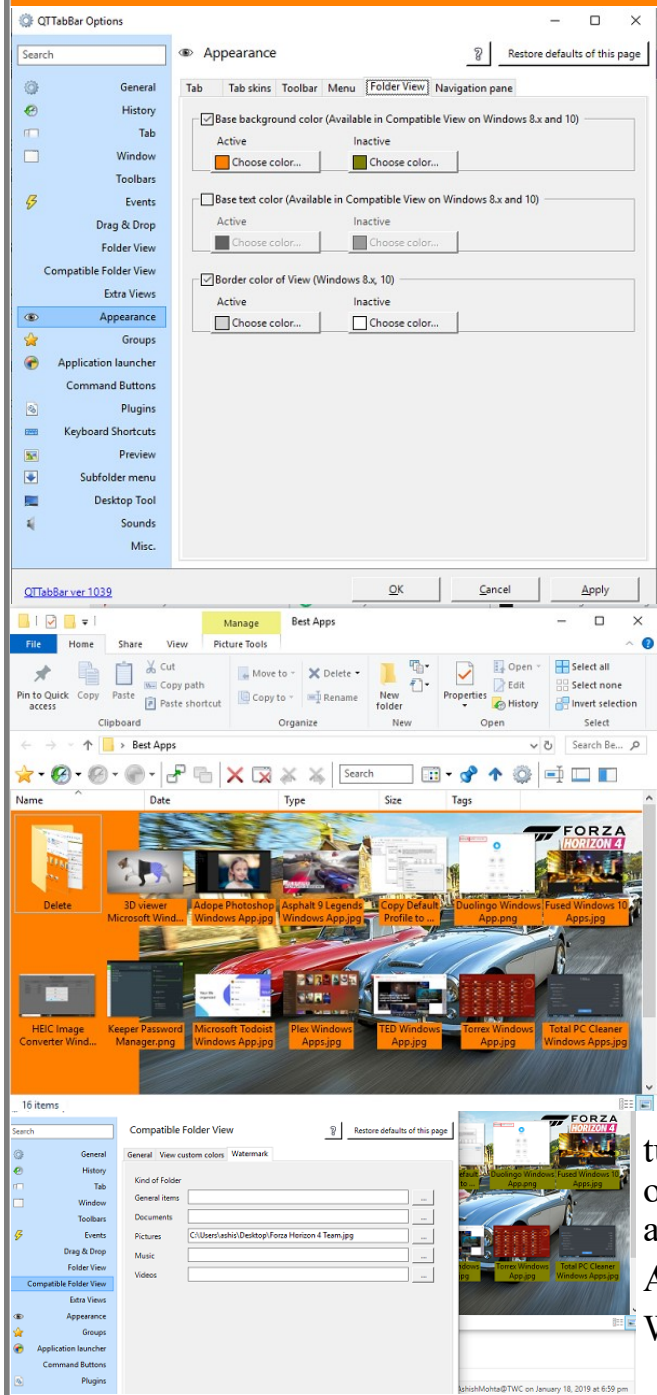 QTTabBar Options
Search
General
History
Tab
Window
Toolbars
Events
Drag & Drop
Folder View
Compatible Folder View
Extra Views
Appearance
Groups
Application launcher
Command Buttons
Plugins
Keyboard Shortcuts
Preview
Subfolder menu
Desktop Tool
Sounds
Misc.
QTTabBar ver 1039
Appearance
Restore defaults of this page
Tab Tab skins Toolbar Menu Folder View Navigation pane
Base background color (Available in Compatible View on Windows 8.x and 10)
Active Inactive
Choose color... Choose color...
Base text color (Available in Compatible View on Windows 8.x and 10)
Active Inactive
Choose color... Choose color...
Border color of View (Windows 8.x, 10)
Active Inactive
Choose color... Choose color...
OK Cancel Apply
Manage Best Apps
File Home Share View Picture Tools
Pin to Quick access
Copy
Paste
Cut
Copy path
Paste shortcut
Clipboard
Move to
Copy to
Delete
Rename
Organize
New folder
New
Properties
Open
Edit
History
Open
Select all
Select none
Invert selection
Select
Best Apps
Search Be...
Search
Name Date Type Size Tags
FORZA
HORIZON 4
Delete
3D viewer Microsoft Wind...
Adope Photoshop Windows App.jpg
Asphalt 9 Legends Windows App.jpg
Copy Default Profile to ...
Duolingo Windows App.png
Fused Windows 10 Apps.jpg
HEIC Image Converter Wind...
Keeper Password Manager.png
Microsoft Todoist Windows App.jpg
Plex Windows Apps.jpg
TED Windows App.jpg
Torrex Windows App.jpg
Total PC Cleaner Windows Apps.jpg
16 items
Search
General
History
Tab
Window
Toolbars
Events
Drag & Drop
Folder View
Compatible Folder View
Extra Views
Appearance
Groups
Application launcher
Command Buttons
Plugins
Compatible Folder View
Restore defaults of this page
General View custom colors Watermark
Kind of Folder
General items
Documents
Pictures C:\Users\ashis\Desktop\Forza Horizon 4 Team.jpg
Music
Videos
FORZA
HORIZON 4
Duolingo Windows App.png
Fused Windows 10 Apps.jpg
Torrex Windows App.jpg
Total PC Cleaner Windows Apps.jpg
AshishMohta@TWC on January 18, 2019 at 6:59 pm